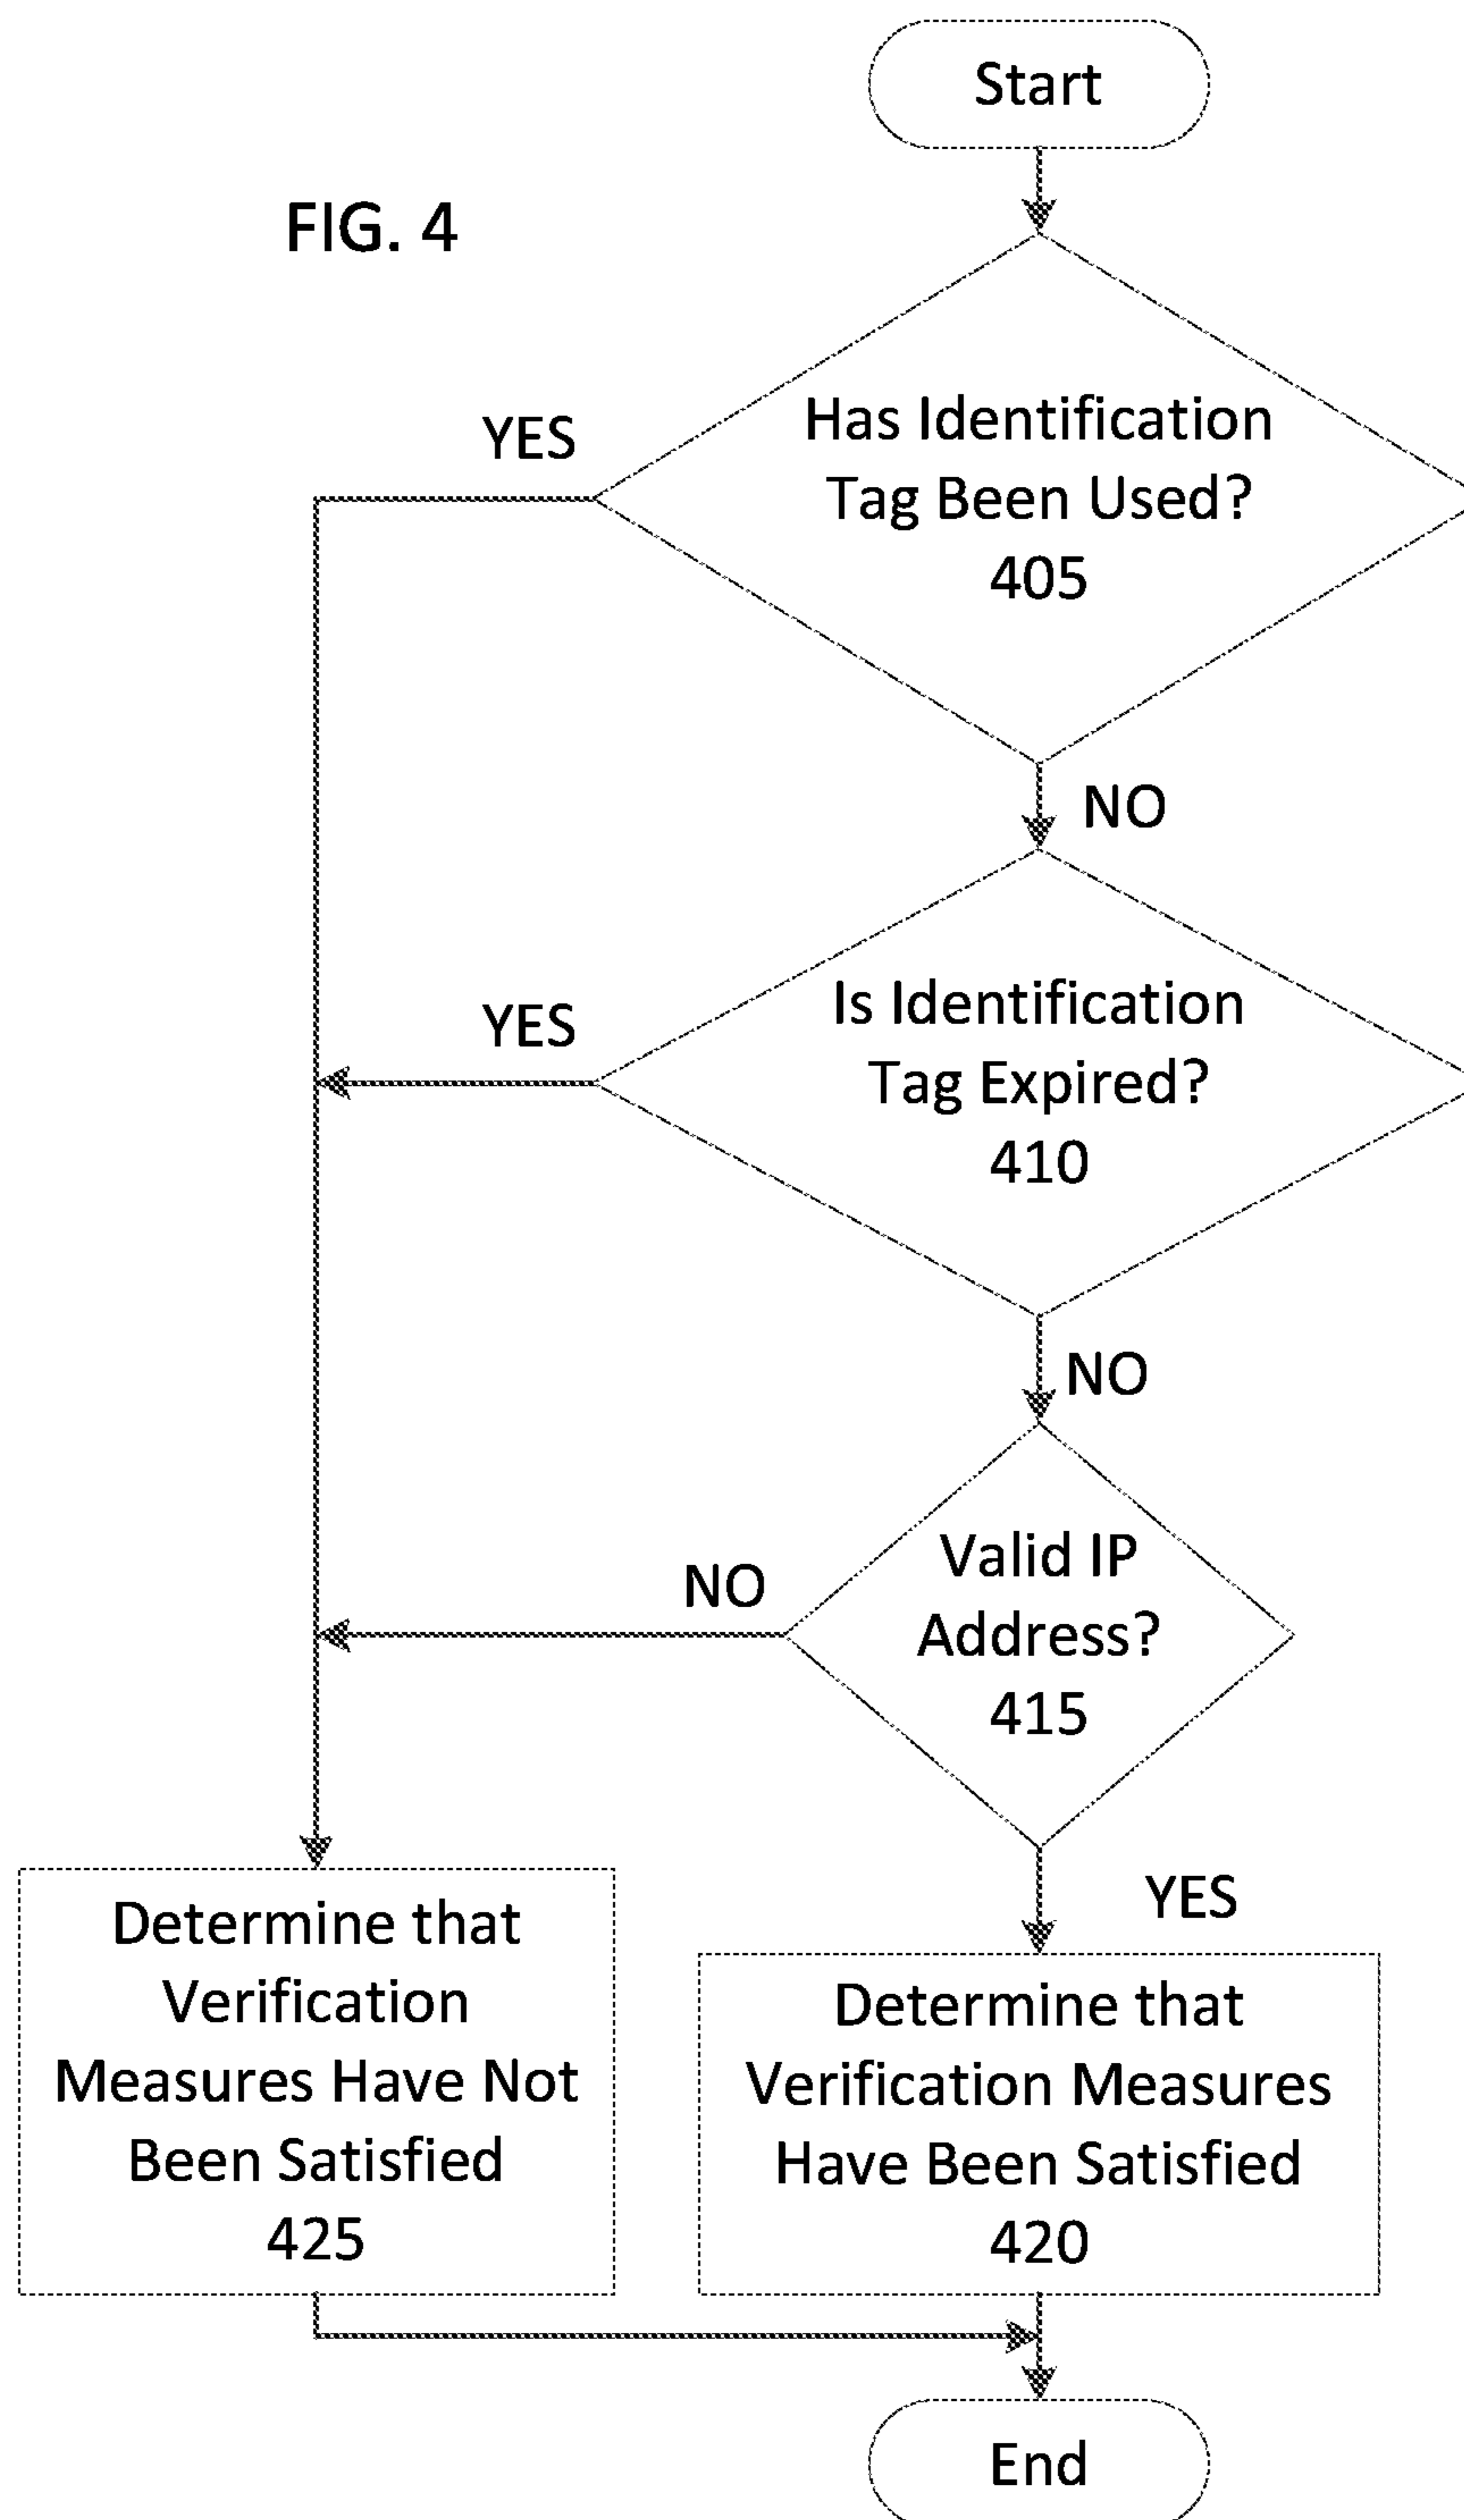 Start
FIG. 4
Has Identification
Tag Been Used?
405
YES
NO
Is Identification
Tag Expired?
410
YES
NO
Valid IP
Address?
415
NO
YES
Determine that
Verification
Measures Have Not
Been Satisfied
425
Determine that
Verification Measures
Have Been Satisfied
420
End